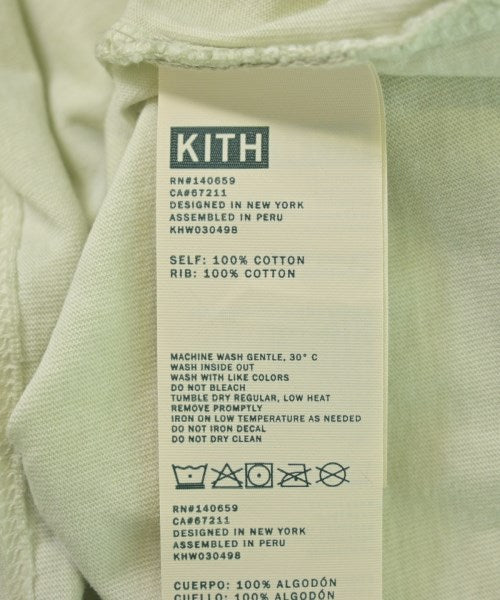 KITH
RN#140659
CA#67211
DESIGNED IN NEW YORK
ASSEMBLED IN PERU
KHW030498
SELF: 100% COTTON
RIB: 100% COTTON
MACHINE WASH GENTLE, 30° C
WASH INSIDE OUT
WASH WITH LIKE COLORS
DO NOT BLEACH
TUMBLE DRY REGULAR, LOW HEAT
REMOVE PROMPTLY
IRON ON LOW TEMPERATURE AS NEEDED
DO NOT IRON DECAL
DO NOT DRY CLEAN
RN#140659
CA#67211
DESIGNED IN NEW YORK
ASSEMBLED IN PERU
KHW030498
CUERPO: 100% ALGODÓN
CUELLO: 100% ALGODÓN